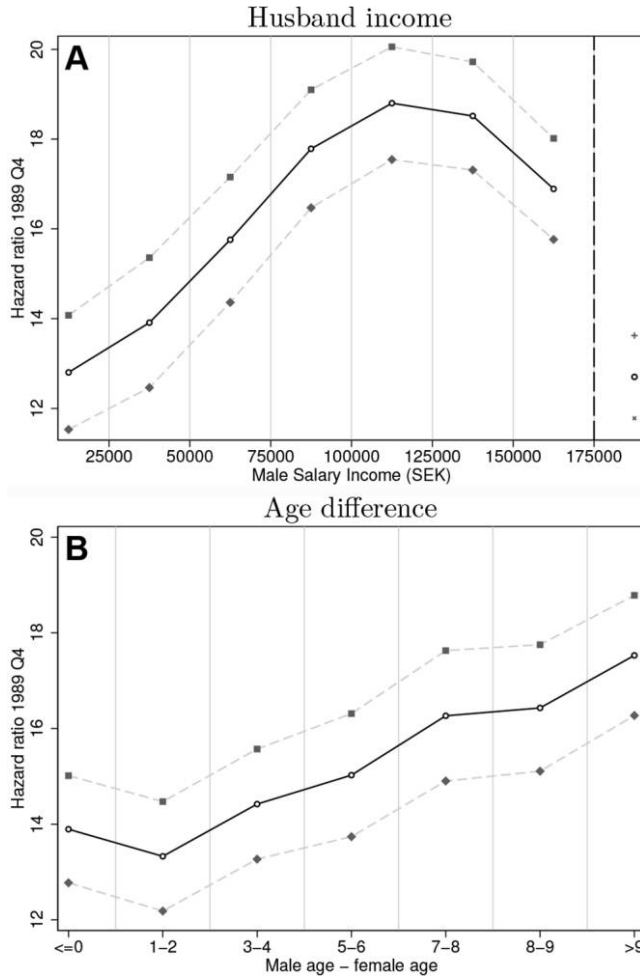 Husband income
A
Hazard ratio 1989 Q4
20
18
16
14
12
25000 50000 75000 100000 125000 150000 175000
Male Salary Income (SEK)
Age difference
B
Hazard ratio 1989 Q4
20
18
16
14
12
<=0 1−2 3−4 5−6 7−8 8−9 >9
Male age − female age